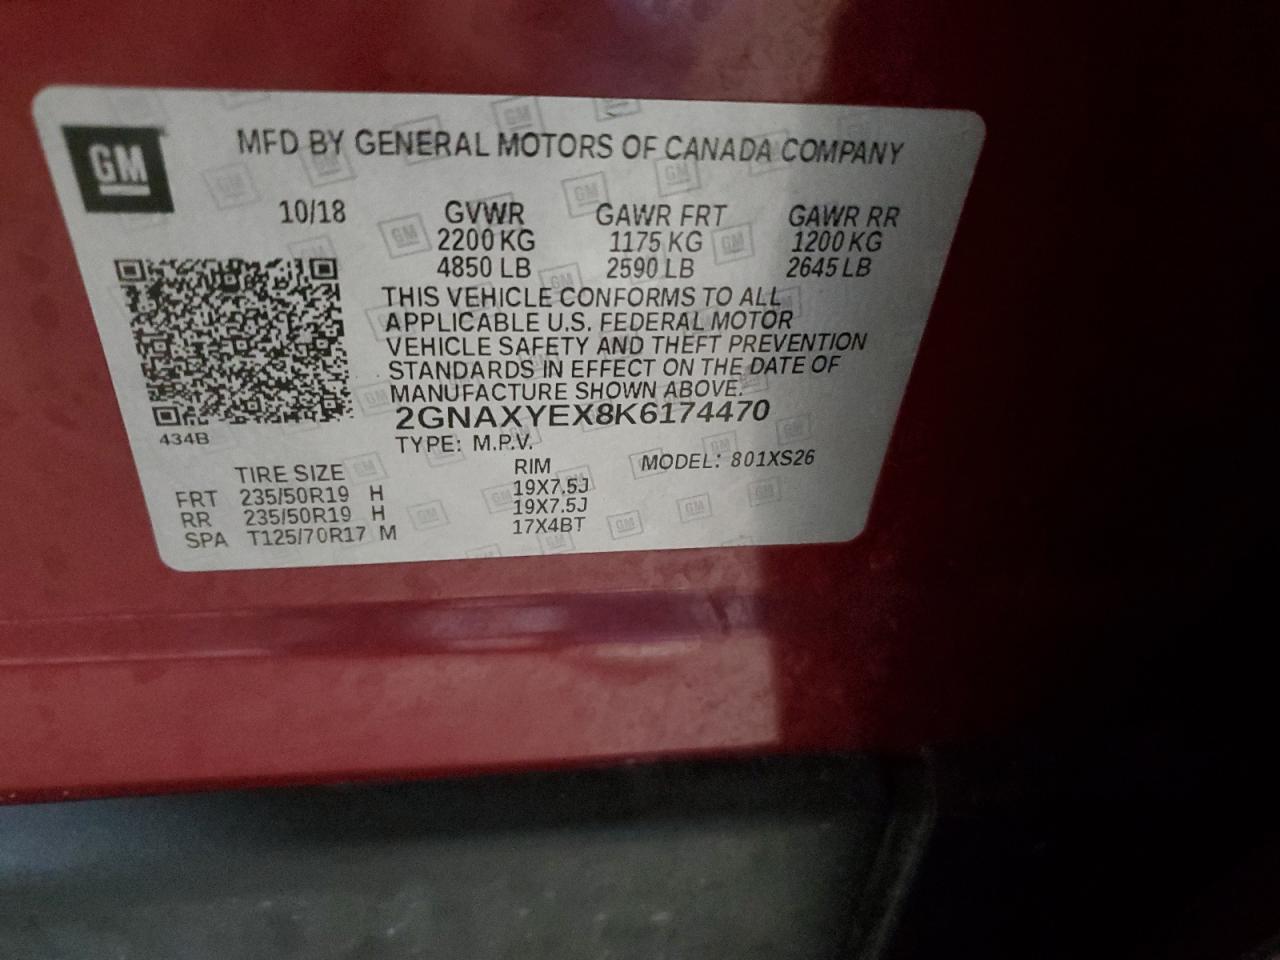 GM
MFD BY GENERAL MOTORS OF CANADA COMPANY
10/18 GVWR GAWR FRT GAWR RR
2200 KG 1175 KG 1200 KG
4850 LB 2590 LB 2645 LB
THIS VEHICLE CONFORMS TO ALL
APPLICABLE U.S. FEDERAL MOTOR
VEHICLE SAFETY AND THEFT PREVENTION
STANDARDS IN EFFECT ON THE DATE OF
MANUFACTURE SHOWN ABOVE.
2GNAXYEX8K6174470
434B
TYPE: M.P.V.
MODEL: 801XS26
TIRE SIZE RIM
FRT 235/50R19 H 19X7.5J
RR 235/50R19 H 19X7.5J
SPA T125/70R17 M 17X4BT